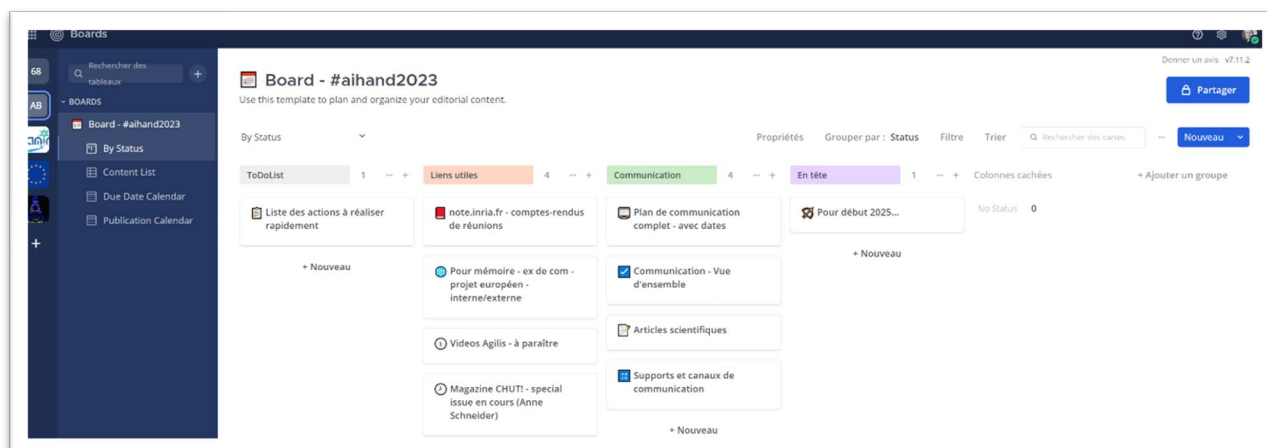 Boards
Donner un avis v7.11.2
68
Rechercher des
tableaux
+
AB
BOARDS
Board - #aihand2023
By Status
Content List
Due Date Calendar
Publication Calendar
+
Board - #aihand2023
Use this template to plan and organize your editorial content.
Partager
By Status
Propriétés Grouper par : Status Filtre Trier Rechercher des cartes ... Nouveau
ToDoList 1 ... +
Liste des actions à réaliser
rapidement
+ Nouveau
Liens utiles 4 ... +
note.inria.fr - comptes-rendus
de réunions
Pour mémoire - ex de com -
projet européen -
interne/externe
Videos Agilis - à paraître
Magazine CHUT! - special
issue en cours (Anne
Schneider)
Communication 4 ... +
Plan de communication
complet - avec dates
Communication - Vue
d'ensemble
Articles scientifiques
Supports et canaux de
communication
+ Nouveau
En tête 1 ... +
Pour début 2025...
+ Nouveau
Colonnes cachées
No Status 0
+ Ajouter un groupe